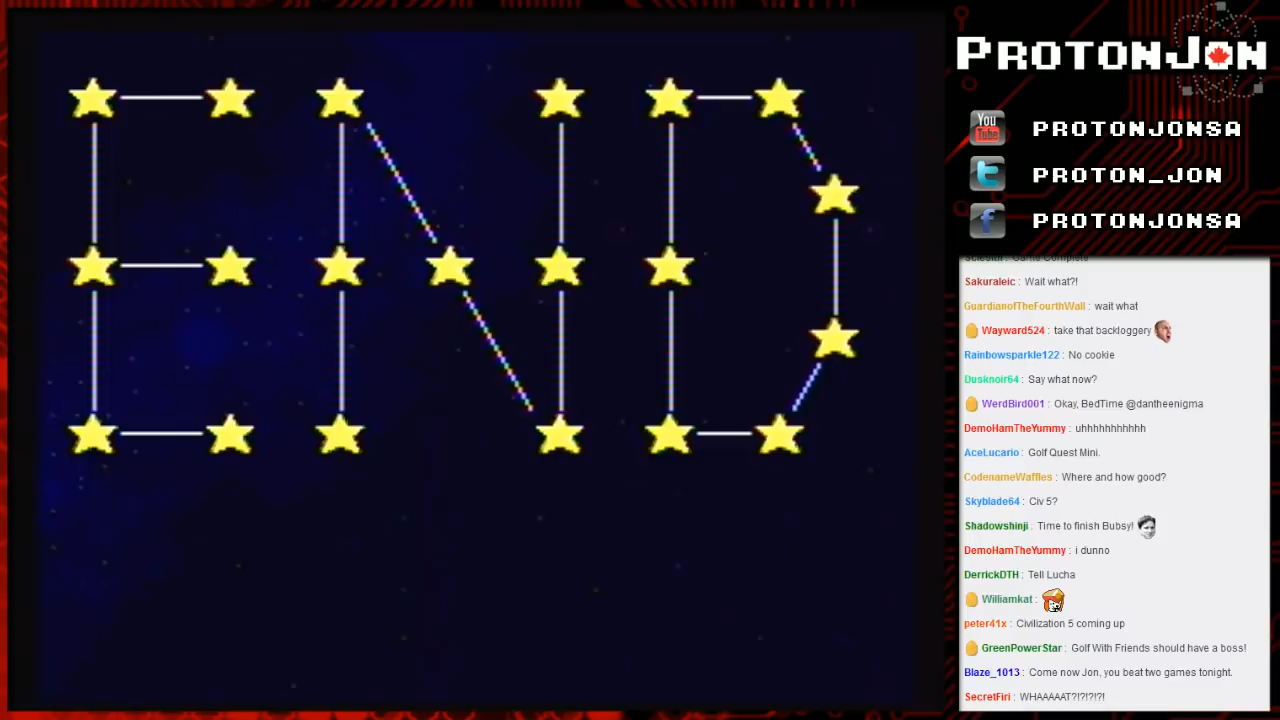 END
PROTONJON
You Tube PROTONJONSA
PROTON_JON
PROTONJONSA
Sakuraleic : Wait what?!
GuardianofTheFourthWall : wait what
Wayward524 : take that backloggery
Rainbowsparkle122 : No cookie
Dusknoir64 : Say what now?
WerdBird001 : Okay, BedTime @dantheenigma
DemoHamTheYummy : uhhhhhhhhhhh
AceLucario : Golf Quest Mini.
CodenameWaffles : Where and how good?
Skyblade64 : Civ 5?
Shadowshinji : Time to finish Bubsy!
DemoHamTheYummy : i dunno
DerrickDTH : Tell Lucha
Williamkat :
peter41x : Civilization 5 coming up
GreenPowerStar : Golf With Friends should have a boss!
Blaze_1013 : Come now Jon, you beat two games tonight.
SecretFiri : WHAAAAAT?!?!?!?!